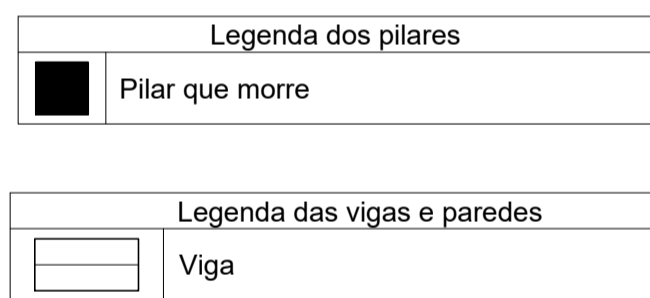 Legenda dos pilares
Pilar que morre
Legenda das vigas e paredes
Viga